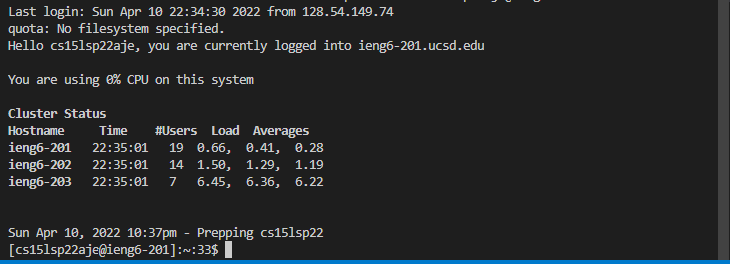 Last login: Sun Apr 10 22:34:30 2022 from 128.54.149.74
quota: No filesystem specified.
Hello cs15lsp22aje, you are currently logged into ieng6-201.ucsd.edu
You are using 0% CPU on this system
Cluster Status
Hostname     Time    #Users  Load  Averages
ieng6-201   22:35:01   19  0.66,  0.41,  0.28
ieng6-202   22:35:01   14  1.50,  1.29,  1.19
ieng6-203   22:35:01   7   6.45,  6.36,  6.22
Sun Apr 10, 2022 10:37pm - Prepping cs15lsp22
[cs15lsp22aje@ieng6-201]:~:33$